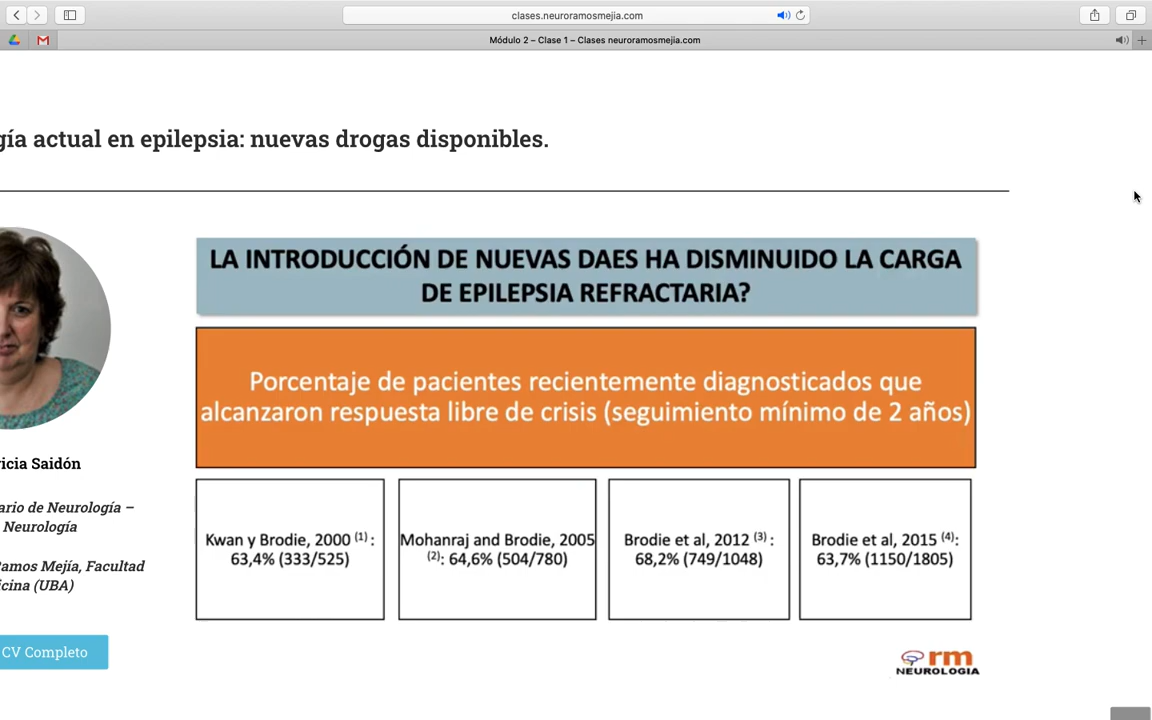 clases.neuroramosmejia.com
Módulo 2 – Clase 1 – Clases neuroramosmejia.com
gía actual en epilepsia: nuevas drogas disponibles.
LA INTRODUCCIÓN DE NUEVAS DAES HA DISMINUIDO LA CARGA
DE EPILEPSIA REFRACTARIA?
Porcentaje de pacientes recientemente diagnosticados que
alcanzaron respuesta libre de crisis (seguimiento mínimo de 2 años)
Kwan y Brodie, 2000 (1) :
63,4% (333/525)
Mohanraj and Brodie, 2005
(2): 64,6% (504/780)
Brodie et al, 2012 (3) :
68,2% (749/1048)
Brodie et al, 2015 (4):
63,7% (1150/1805)
ricia Saidón
ario de Neurología –
Neurología
Ramos Mejía, Facultad
icina (UBA)
CV Completo
rm
NEUROLOGIA